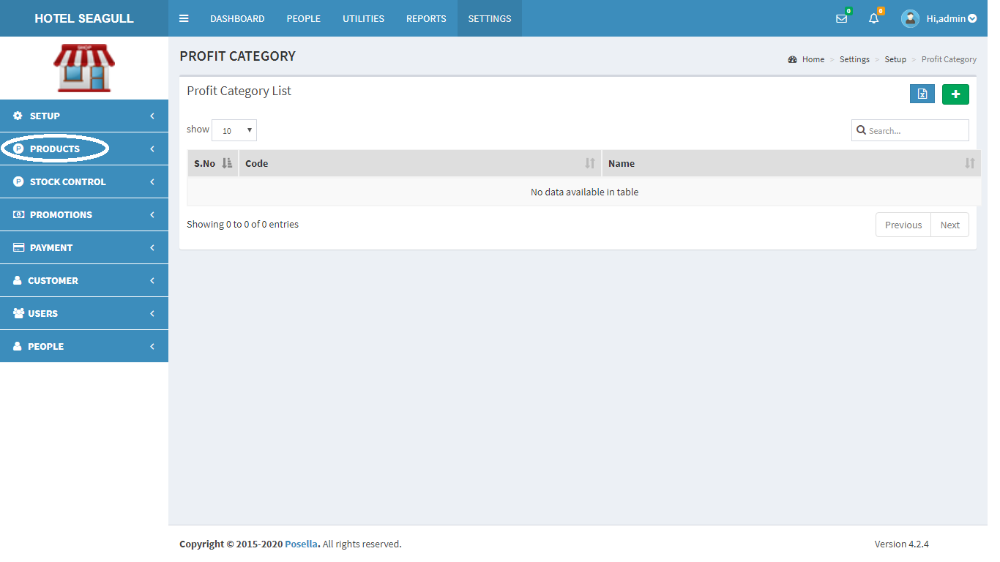 HOTEL SEAGULL
DASHBOARD PEOPLE UTILITIES REPORTS SETTINGS
0 0 Hi,admin
SHOP
PROFIT CATEGORY
Home > Settings > Setup > Profit Category
Profit Category List
SETUP
PRODUCTS
STOCK CONTROL
PROMOTIONS
PAYMENT
CUSTOMER
USERS
PEOPLE
show 10
Search...
S.No Code Name
No data available in table
Showing 0 to 0 of 0 entries
Previous Next
Copyright © 2015-2020 Posella. All rights reserved.
Version 4.2.4